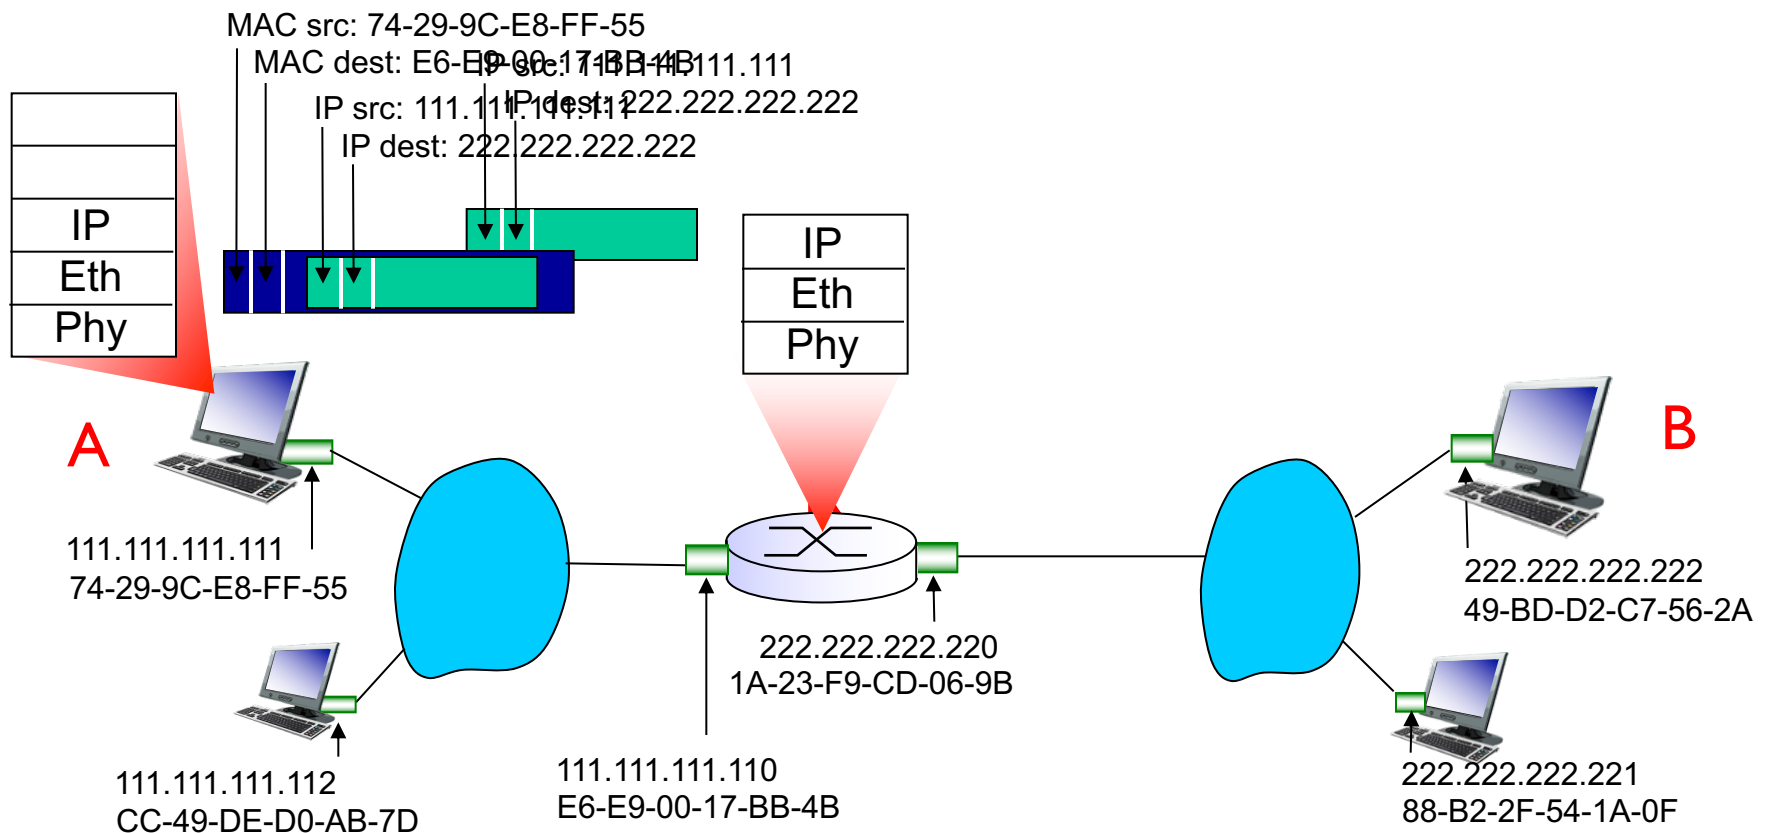 MAC src: 74-29-9C-E8-FF-55
MAC dest: E6-E9-00-17-BB-4B
IP src: 111.111.111.111
IP dest: 222.222.222.222
IP src: 111.111.111.111
IP dest: 222.222.222.222
IP
Eth
Phy
IP
Eth
Phy
A
B
111.111.111.111
74-29-9C-E8-FF-55
222.222.222.222
49-BD-D2-C7-56-2A
222.222.222.220
1A-23-F9-CD-06-9B
111.111.111.112
CC-49-DE-D0-AB-7D
111.111.111.110
E6-E9-00-17-BB-4B
222.222.222.221
88-B2-2F-54-1A-0F